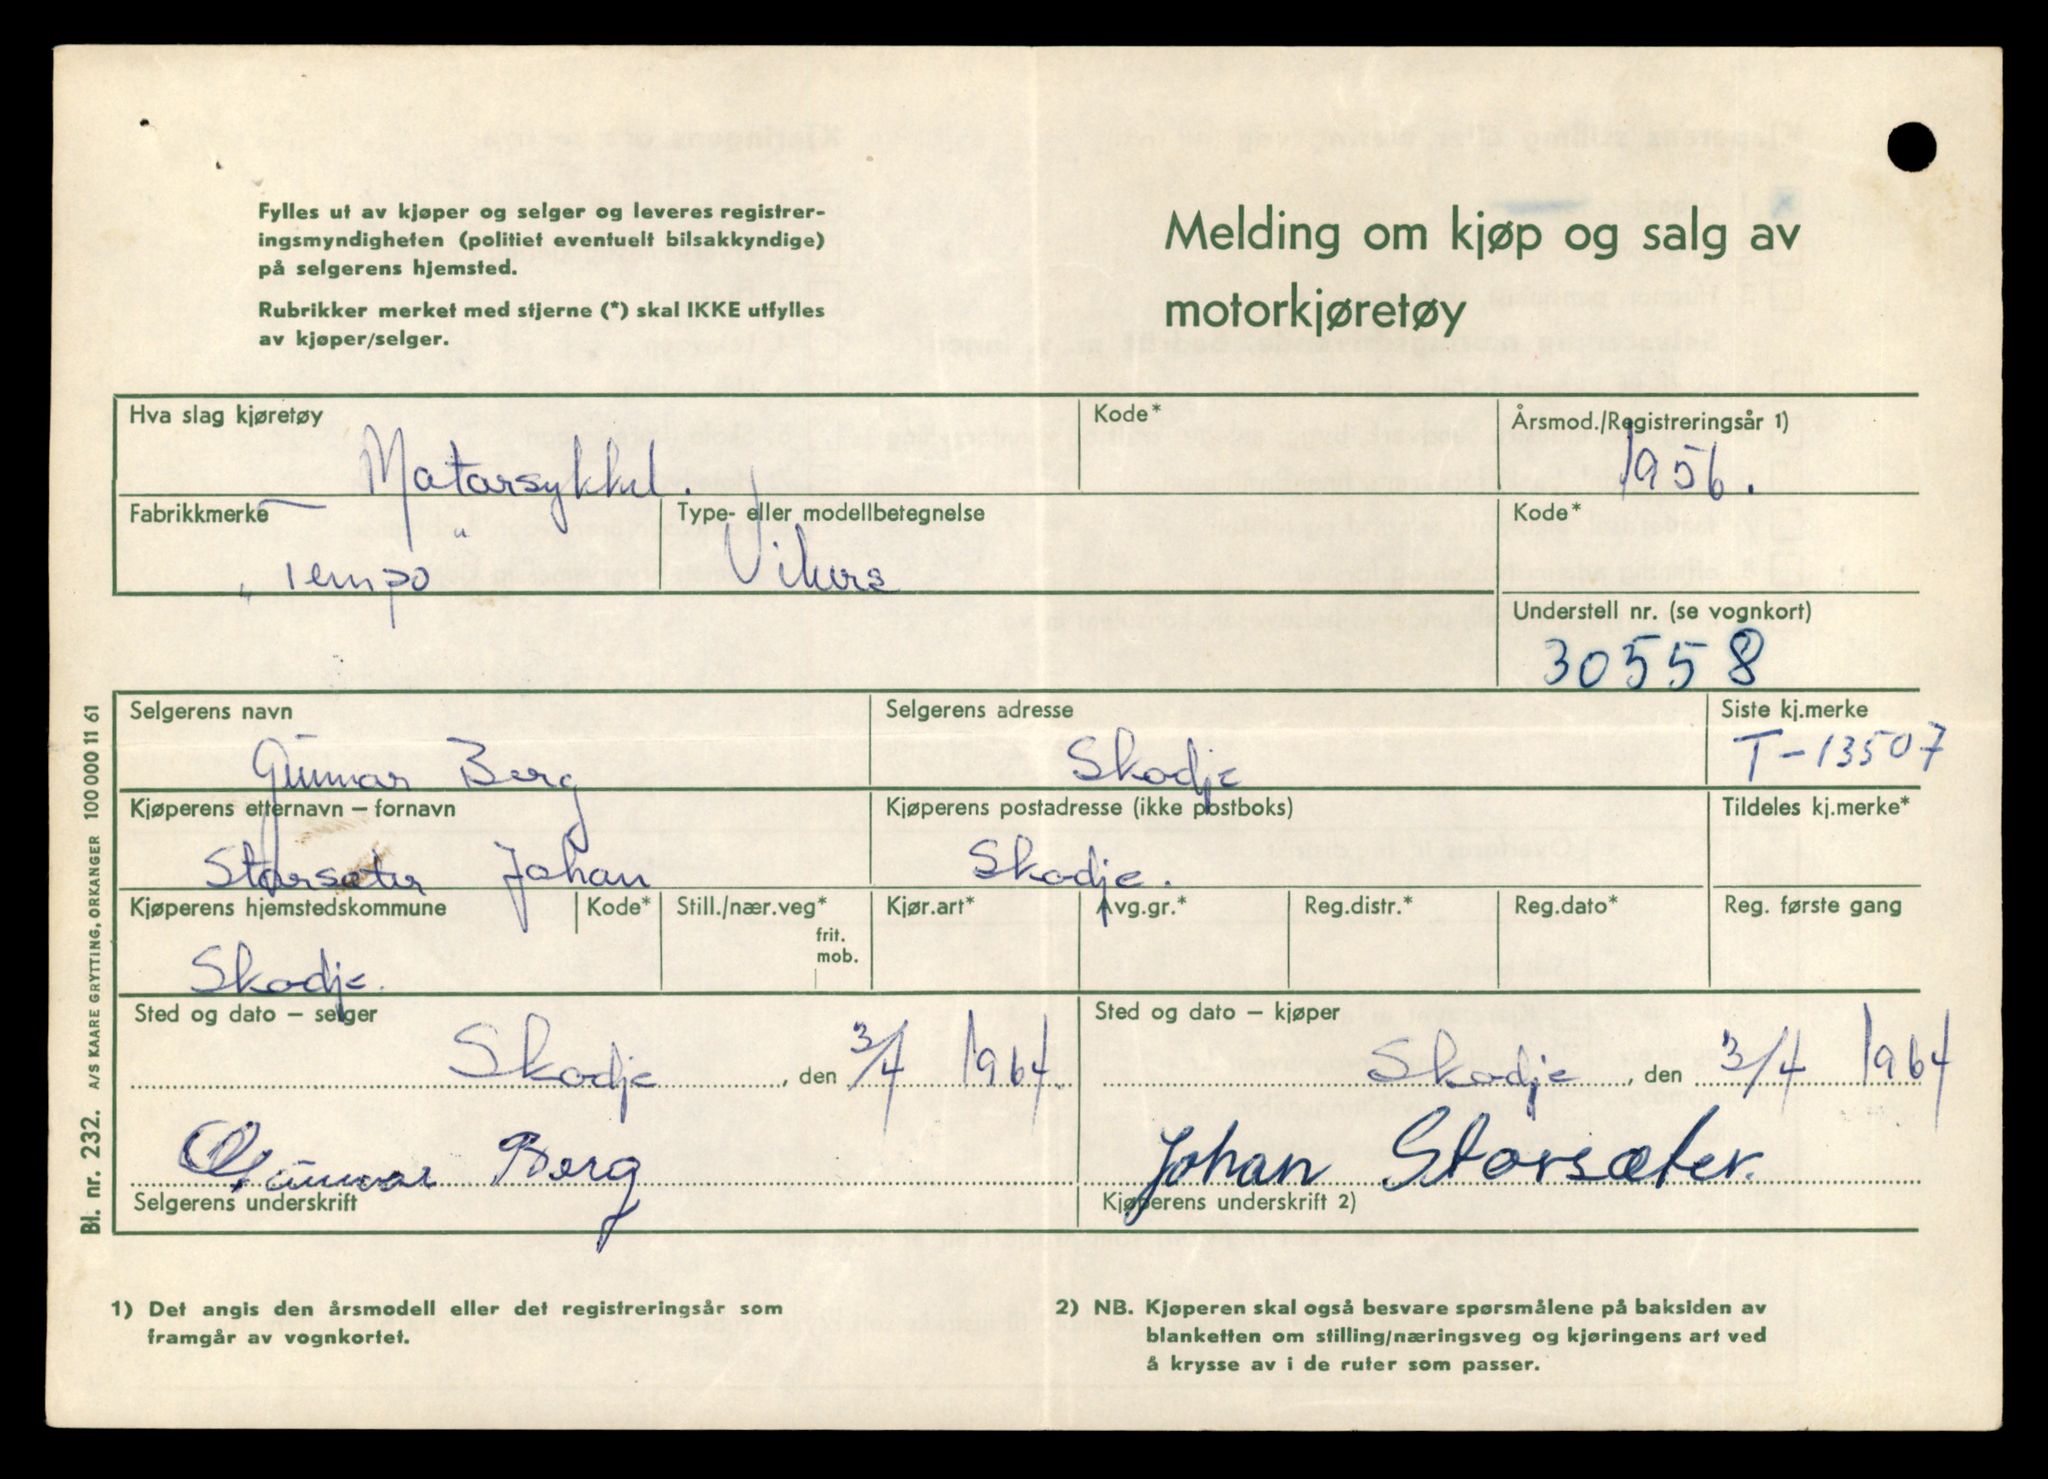 Fylles ut av kjøper og selger og leveres registrer-
ingsmyndigheten (politiet eventuelt bilsakkyndige)
på selgerens hjemsted.
Rubrikker merket med stjerne (*) skal IKKE utfylles
av kjøper/selger.
Melding om kjøp og salg av
motorkjøretøy
Hva slag kjøretøy
Matarsykkel.
Kode*
Årsmod./Registreringsår 1)
1956.
Fabrikkmerke
„Tempo"
Type- eller modellbetegnelse
Kode*
Understell nr. (se vognkort)
30558
Selgerens navn
Gunnar Berg
Selgerens adresse
Skodje
Siste kj.merke
T-13507
Kjøperens etternavn – fornavn
Storsæter Johan
Kjøperens postadresse (ikke postboks)
Skodje.
Tildeles kj.merke*
Kjøperens hjemstedskommune
Skodje.
Kode*
Still./nær.veg*
frit.
mob.
Kjør.art*
Avg.gr.*
Reg.distr.*
Reg.dato*
Reg. første gang
Sted og dato – selger
Skodje, den 3/4 1964.
Sted og dato – kjøper
Skodje, den 3/4 1964
Gunnar Berg
Selgerens underskrift
Johan Storsæter.
Kjøperens underskrift 2)
1) Det angis den årsmodell eller det registreringsår som
framgår av vognkortet.
2) NB. Kjøperen skal også besvare spørsmålene på baksiden av
blanketten om stilling/næringsveg og kjøringens art ved
å krysse av i de ruter som passer.
Bl. nr. 232. A/S KAARE GRYTTING, ORKANGER 100 000 11 61